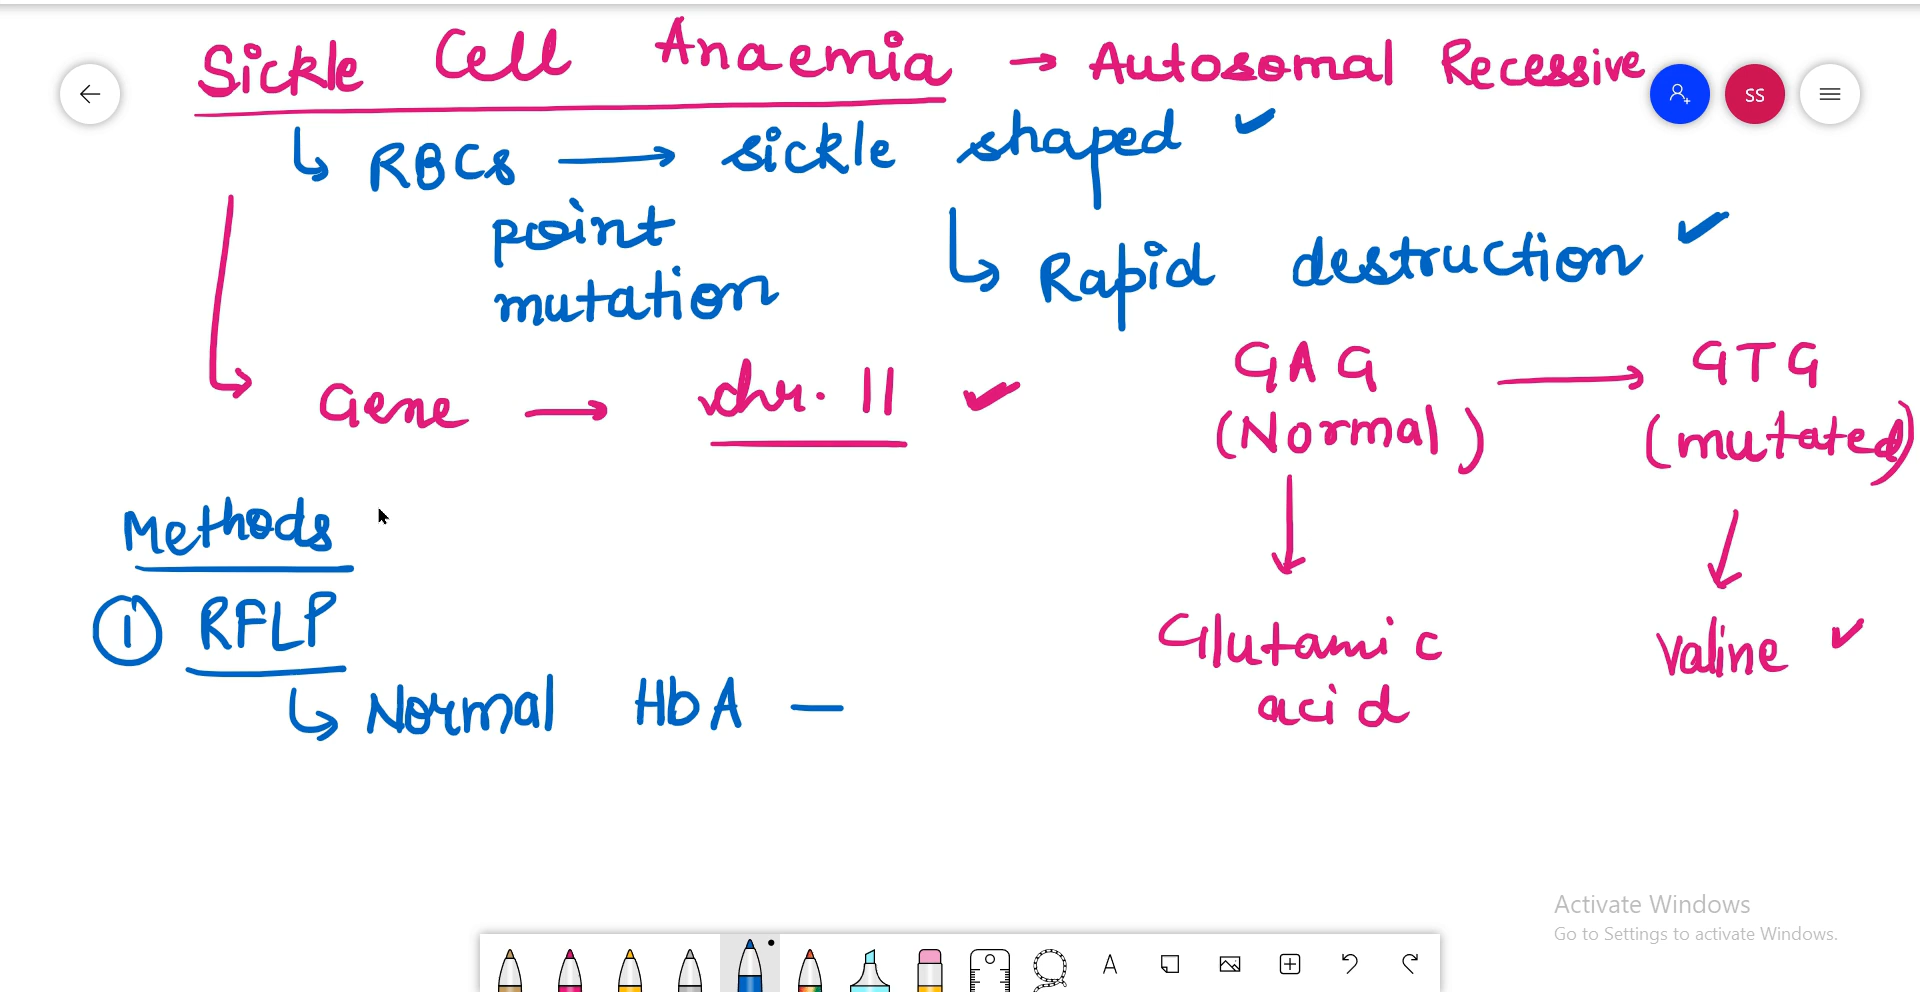 Sickle Cell Anaemia → Autosomal Recessive
↳ RBCs → sickle shaped ✓
point
mutation
↳ Rapid destruction ✓
↳ Gene → chr. 11 ✓
GAG → GTG
(Normal) (mutated)
Methods
① RFLP
Glutamic
acid
Valine ✓
↳ Normal HbA —
SS
Activate Windows
Go to Settings to activate Windows.
A